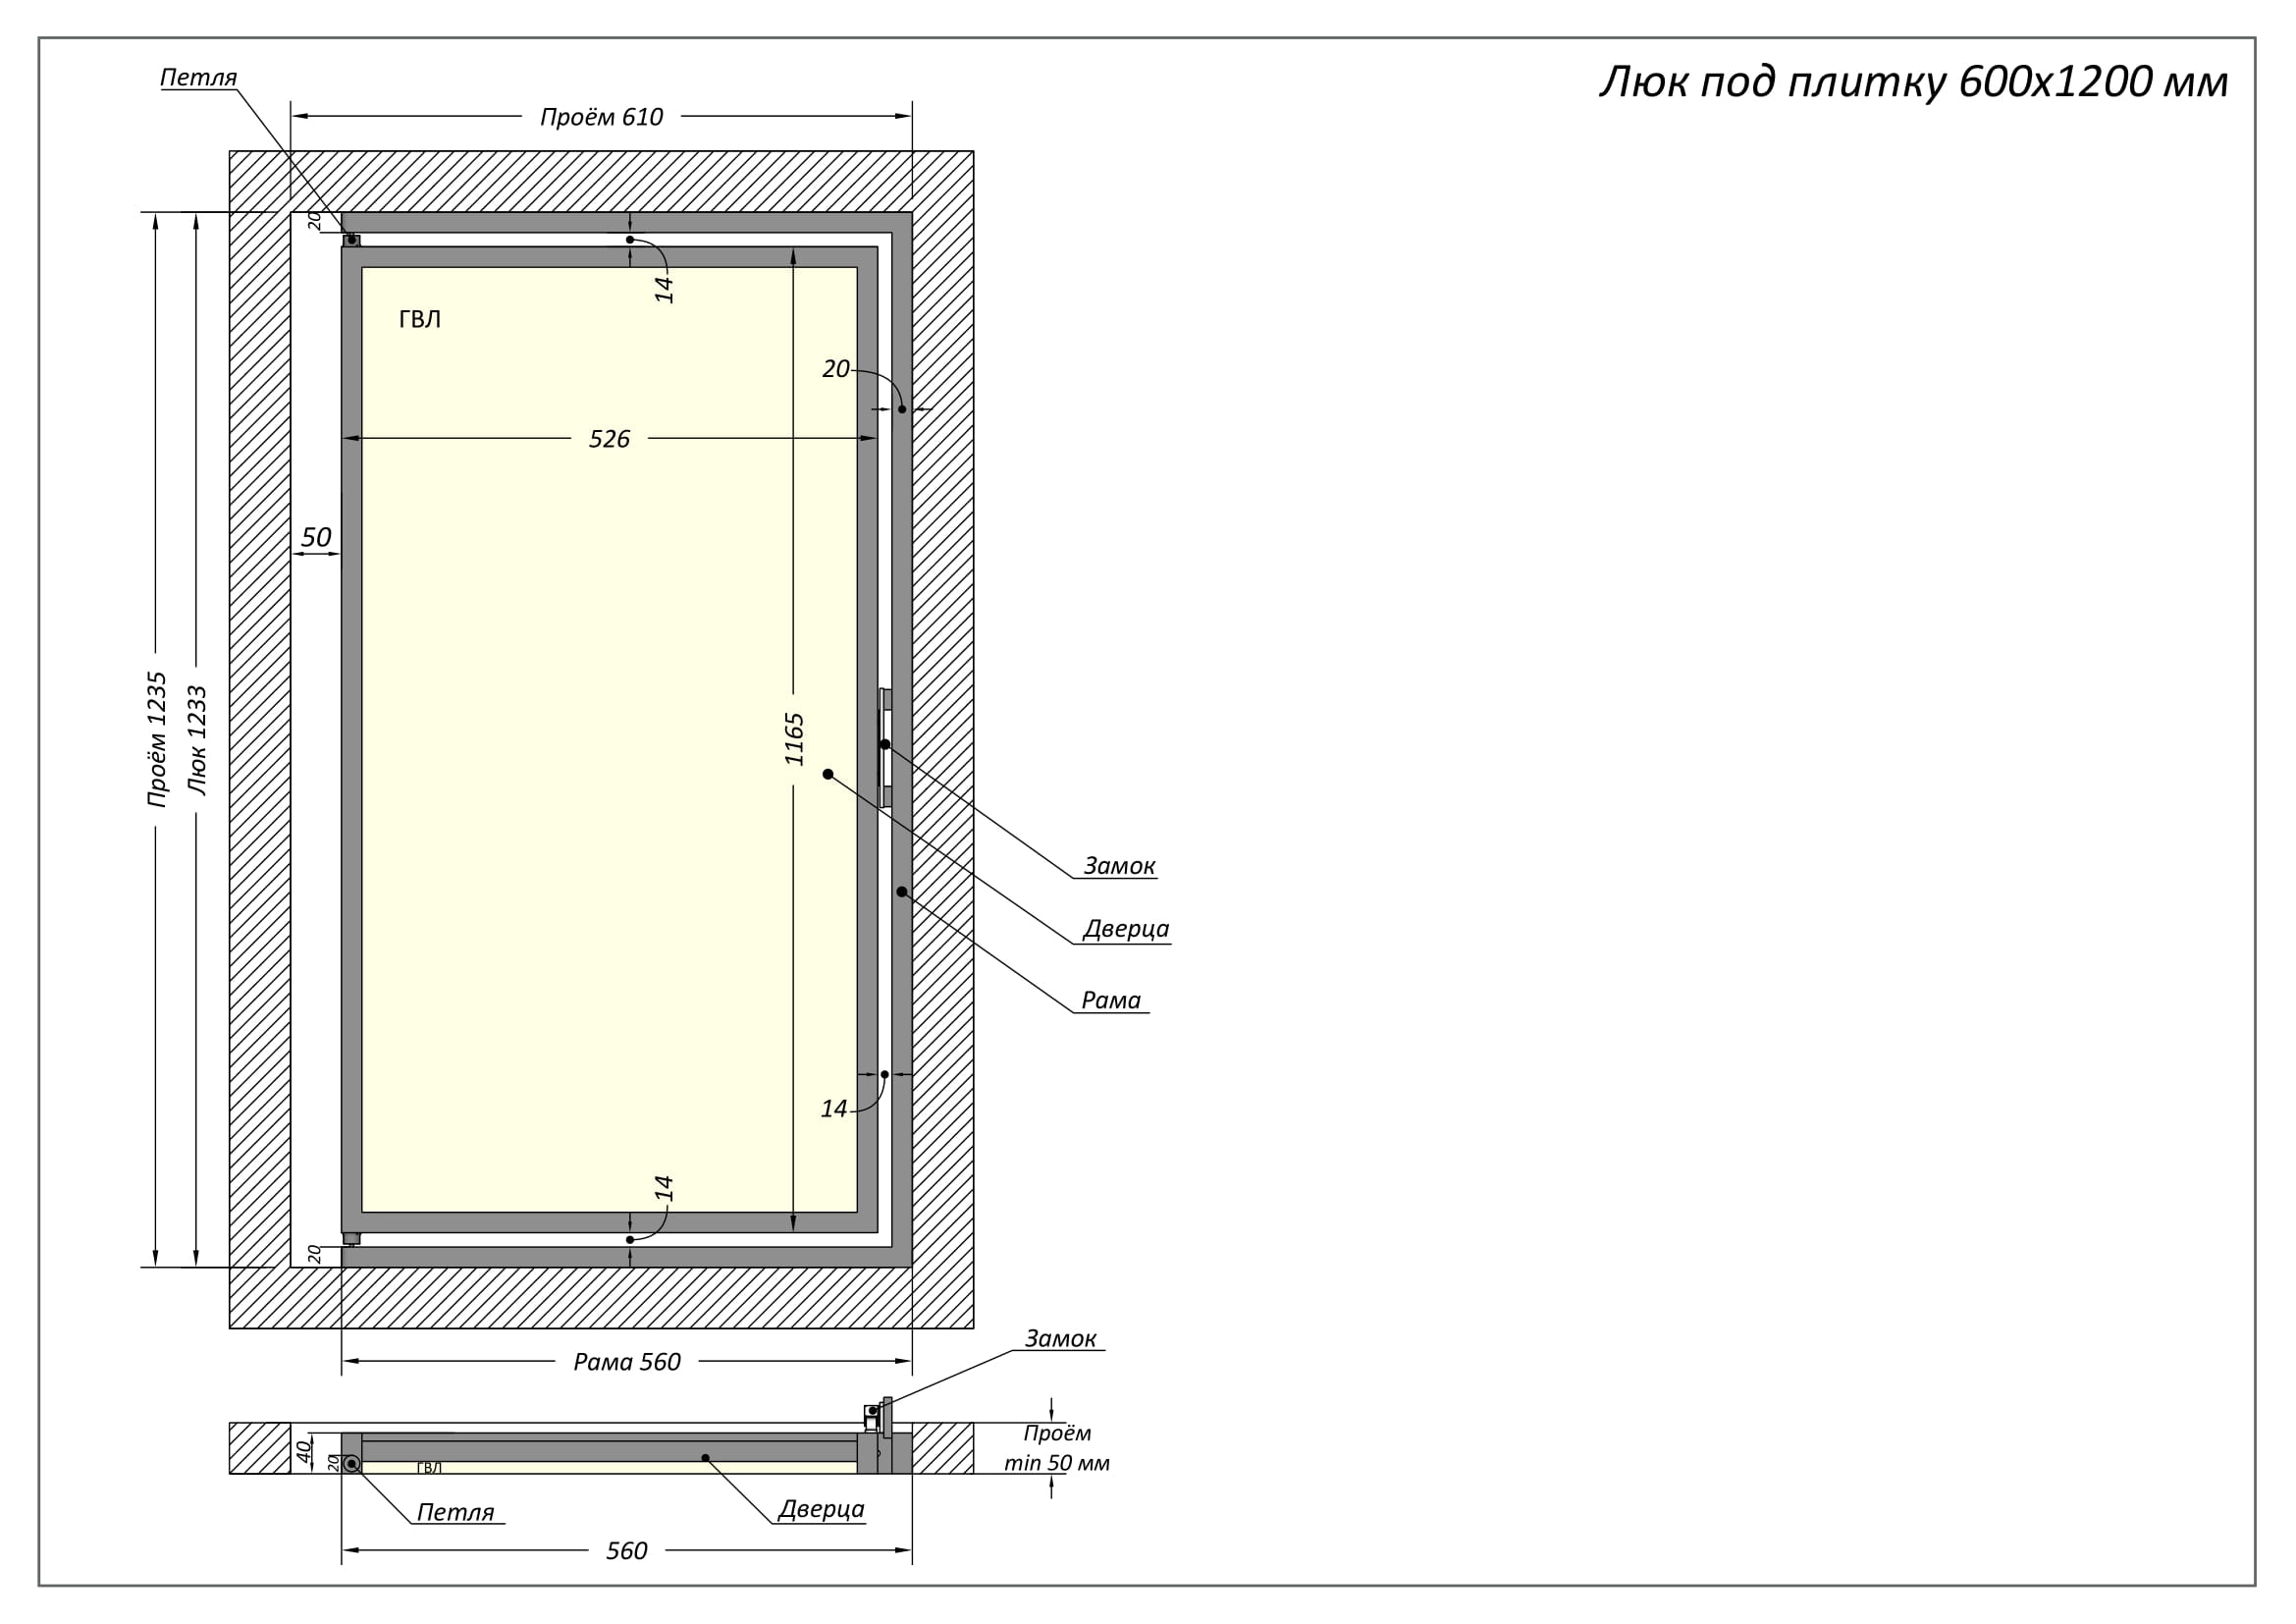 Люк под плитку 600х1200 мм
Петля
Проём 610
20
14
ГВЛ
20
526
50
Проём 1235
Люк 1233
1165
Замок
Дверца
Рама
14
14
20
Рама 560
Замок
40
20
ГВЛ
Проём
min 50 мм
Петля
Дверца
560